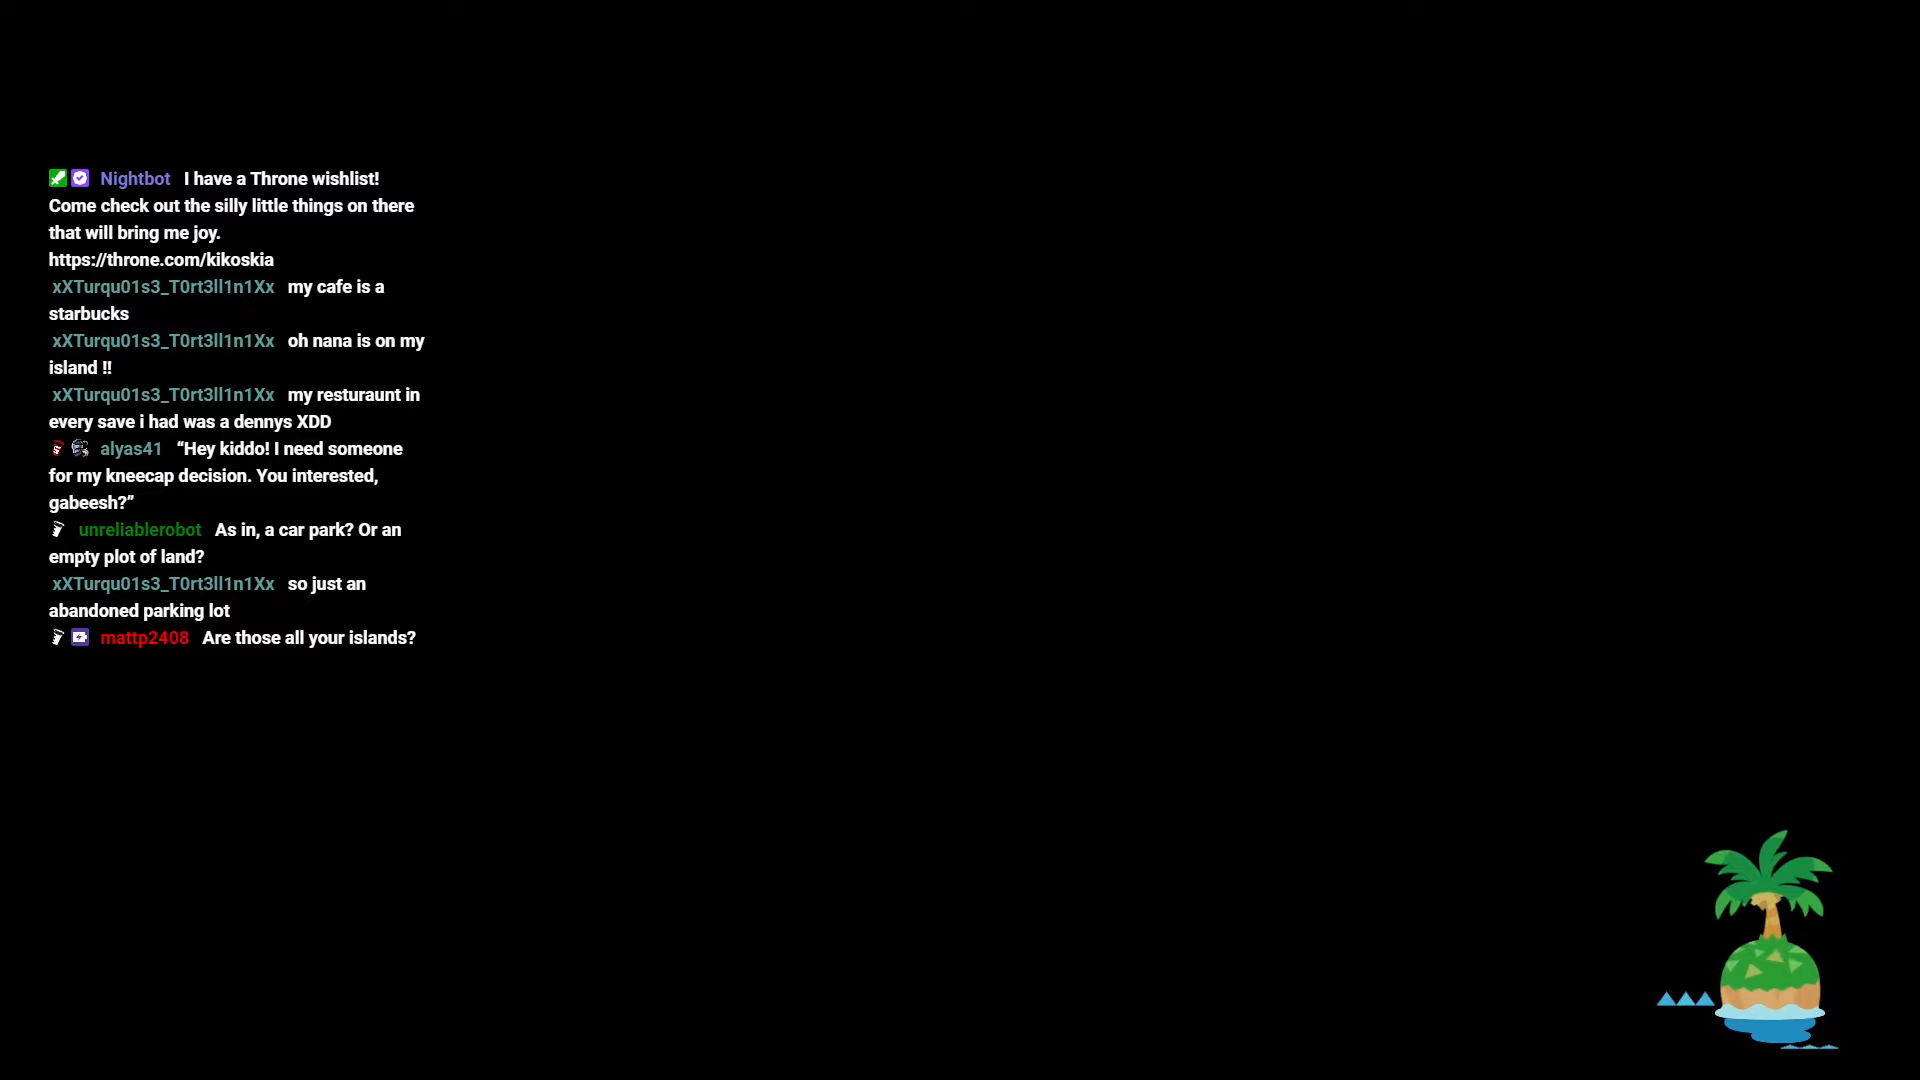 Nightbot I have a Throne wishlist!
Come check out the silly little things on there
that will bring me joy.
https://throne.com/kikoskia
xXTurqu01s3_T0rt3ll1n1Xx my cafe is a
starbucks
xXTurqu01s3_T0rt3ll1n1Xx oh nana is on my
island !!
xXTurqu01s3_T0rt3ll1n1Xx my resturaunt in
every save i had was a dennys XDD
alyas41 “Hey kiddo! I need someone
for my kneecap decision. You interested,
gabeesh?”
unreliablerobot As in, a car park? Or an
empty plot of land?
xXTurqu01s3_T0rt3ll1n1Xx so just an
abandoned parking lot
mattp2408 Are those all your islands?